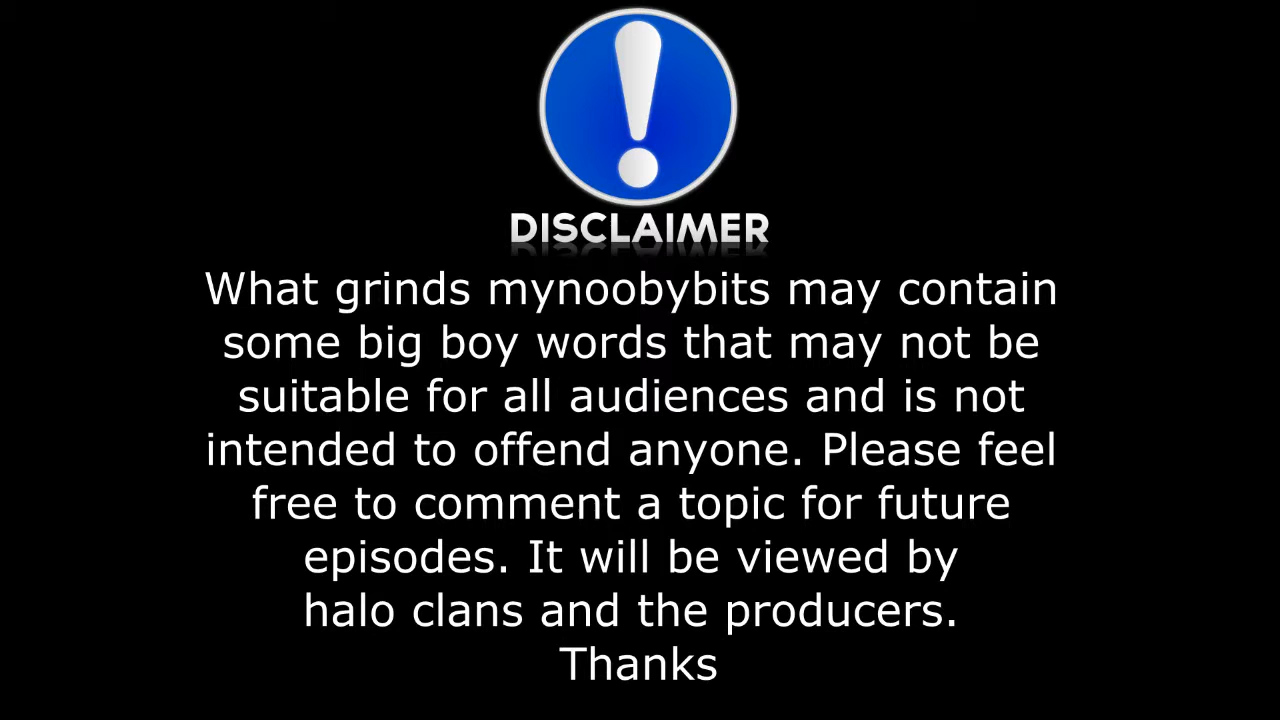 DISCLAIMER
What grinds mynoobybits may contain
some big boy words that may not be
suitable for all audiences and is not
intended to offend anyone. Please feel
free to comment a topic for future
episodes. It will be viewed by
halo clans and the producers.
Thanks